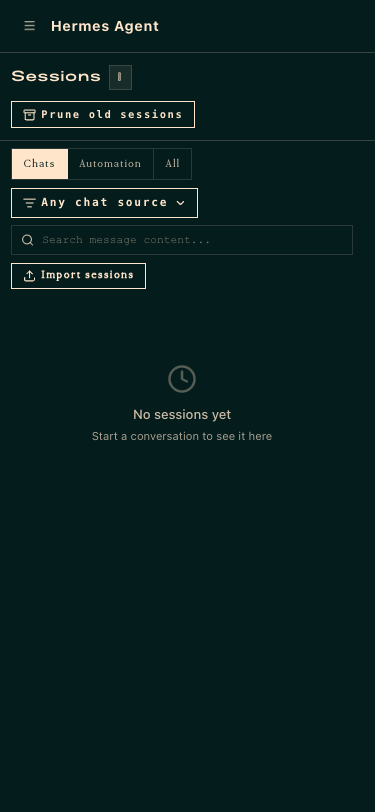 Hermes Agent
Sessions
Prune old sessions
Chats
Automation
All
Any chat source
Search message content...
Import sessions
No sessions yet
Start a conversation to see it here